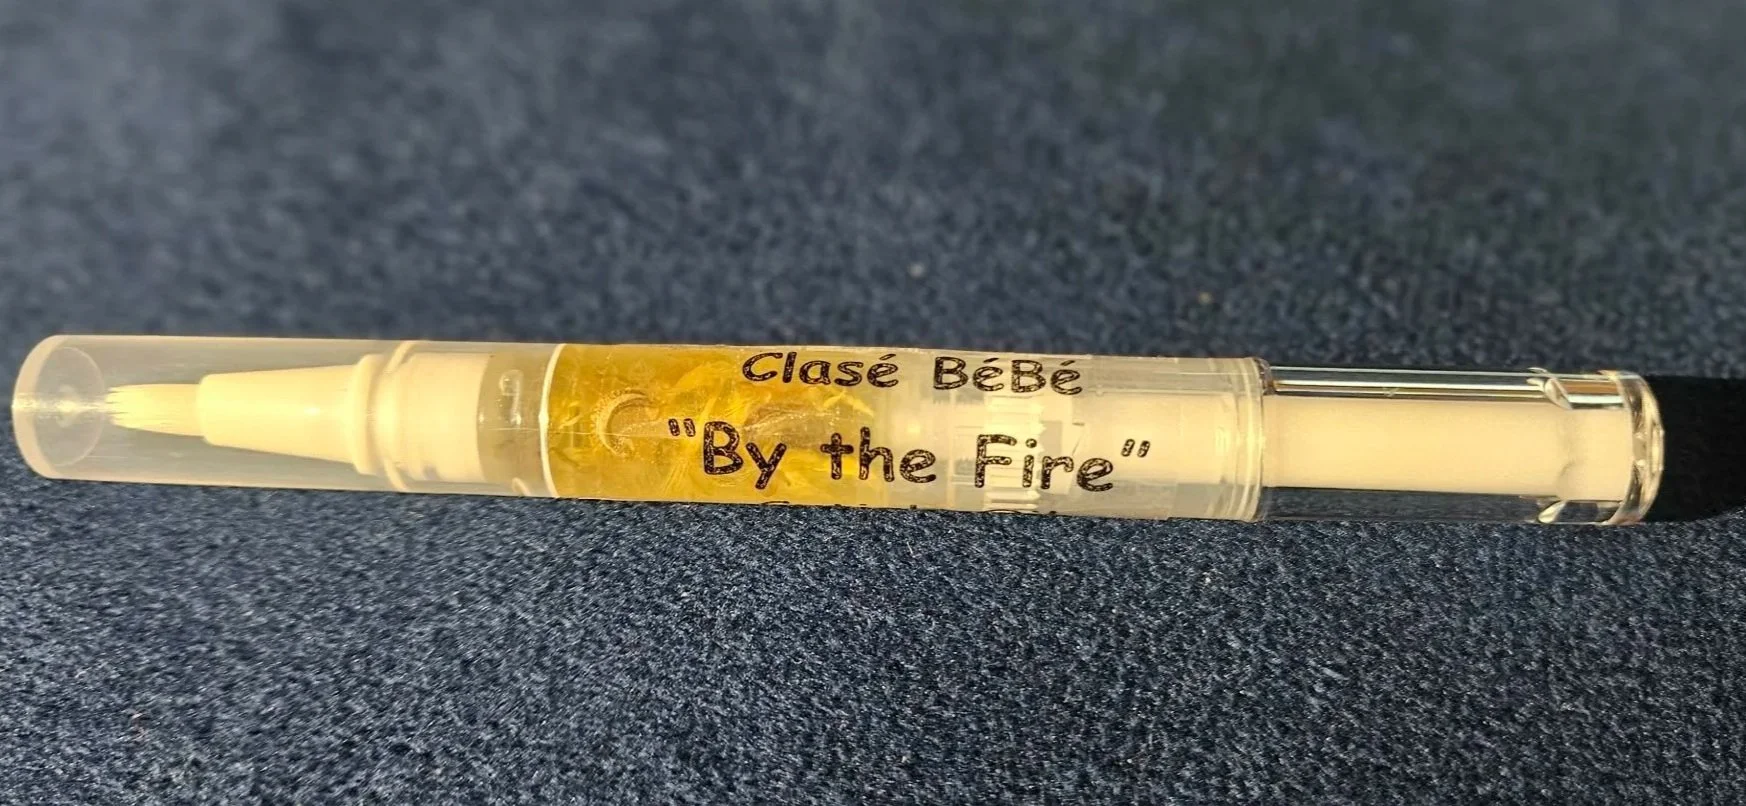 Clasé BéBé
"By the Fire"